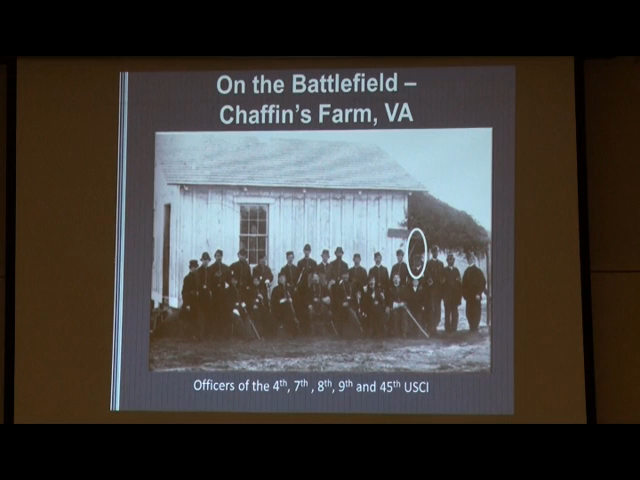 On the Battlefield –
Chaffin's Farm, VA
Officers of the 4th, 7th , 8th, 9th and 45th USCI